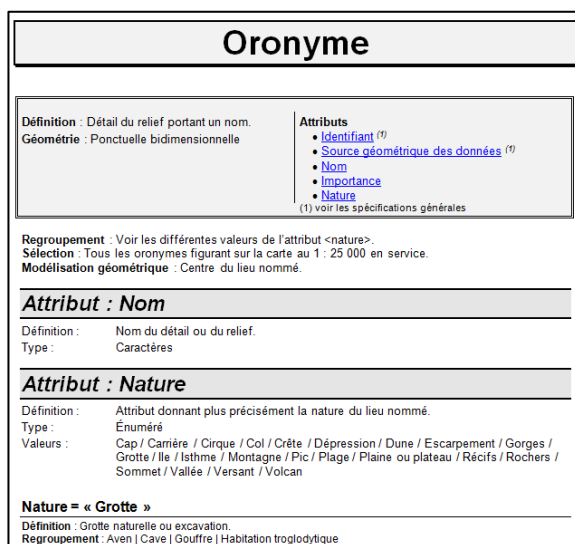 Oronyme
Définition : Détail du relief portant un nom.
Géométrie : Ponctuelle bidimensionnelle
Attributs
• Identifiant (1)
• Source géométrique des données (1)
• Nom
• Importance
• Nature
(1) voir les spécifications générales
Regroupement : Voir les différentes valeurs de l'attribut <nature>.
Sélection : Tous les oronymes figurant sur la carte au 1 : 25 000 en service.
Modélisation géométrique : Centre du lieu nommé.
Attribut : Nom
Définition : Nom du détail ou du relief.
Type : Caractères
Attribut : Nature
Définition : Attribut donnant plus précisément la nature du lieu nommé.
Type : Énuméré
Valeurs : Cap / Carrière / Cirque / Col / Crête / Dépression / Dune / Escarpement / Gorges /
Grotte / Ile / Isthme / Montagne / Pic / Plage / Plaine ou plateau / Récifs / Rochers /
Sommet / Vallée / Versant / Volcan
Nature = « Grotte »
Définition : Grotte naturelle ou excavation.
Regroupement : Aven | Cave | Gouffre | Habitation troglodytique